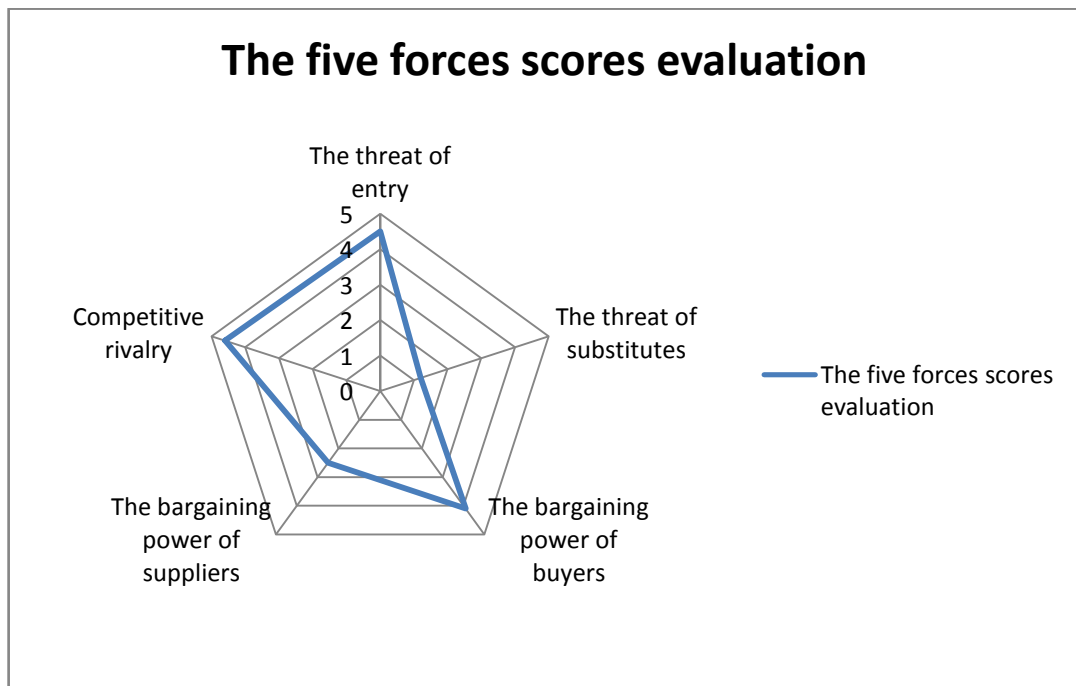 The five forces scores evaluation
The threat of
entry
5
4
3
2
1
0
The threat of
substitutes
Competitive
rivalry
The five forces scores
evaluation
The bargaining
power of
suppliers
The bargaining
power of
buyers